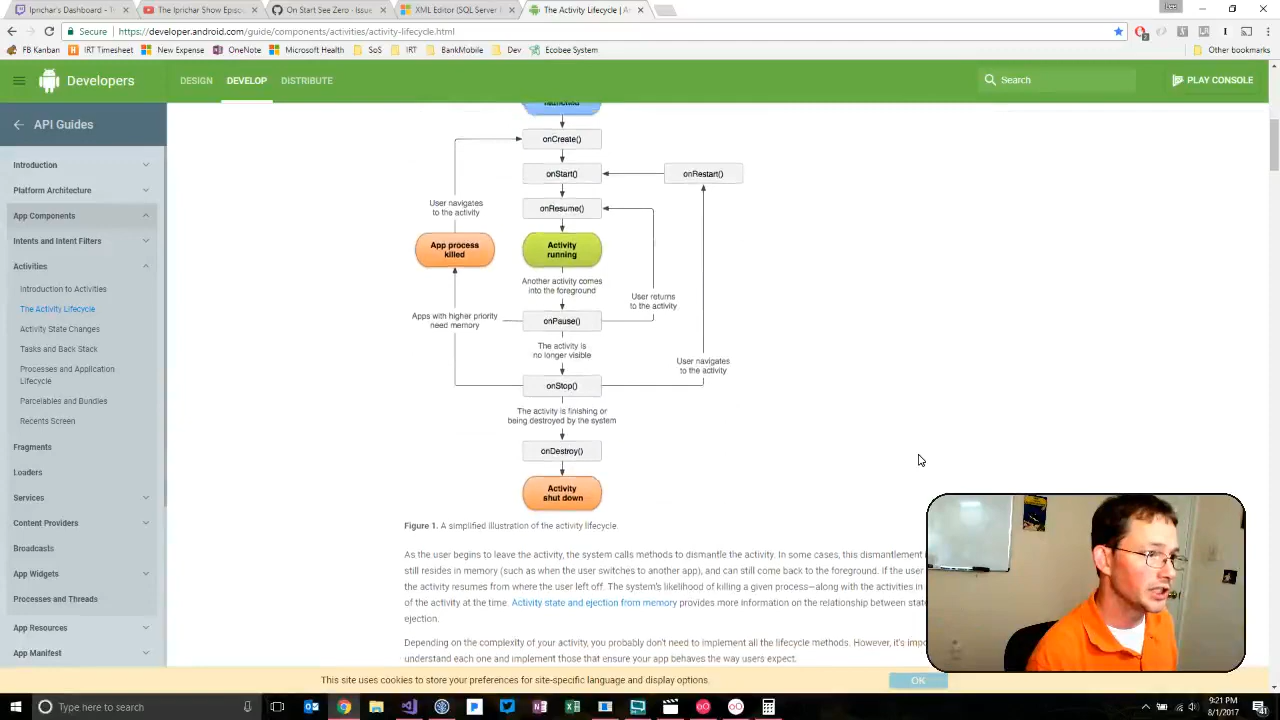 Iprichar's Dashboard - T
The Iprichar Show Episo
On Start See Zero : Issue
XML Editor (SQL Server
The Activity Lifecycle | A
Secure
https://developer.android.com/guide/components/activities/activity-lifecycle.html
FB Kanban
IRT Timesheet
New Expense
OneNote
Microsoft Health
SoS
IRT
BankMobile
Dev
Ecobee System
Other bookmarks
Developers
DESIGN
DEVELOP
DISTRIBUTE
Search
PLAY CONSOLE
API Guides
Introduction
Platform Architecture
App Components
Intents and Intent Filters
Activities
Introduction to Activities
The Activity Lifecycle
Activity State Changes
Tasks and Back Stack
Processes and Application
Lifecycle
Parcelables and Bundles
Recents Screen
Fragments
Loaders
Services
Content Providers
Broadcasts
App Widgets
Processes and Threads
App Resources
App Manifest
onCreate()
onStart()
onRestart()
onResume()
User navigates
to the activity
App process
killed
Activity
running
Another activity comes
into the foreground
User returns
to the activity
Apps with higher priority
need memory
onPause()
The activity is
no longer visible
User navigates
to the activity
onStop()
The activity is finishing or
being destroyed by the system
onDestroy()
Activity
shut down
Figure 1. A simplified illustration of the activity lifecycle.
As the user begins to leave the activity, the system calls methods to dismantle the activity. In some cases, this dismantlement
still resides in memory (such as when the user switches to another app), and can still come back to the foreground. If the user
the activity resumes from where the user left off. The system's likelihood of killing a given process—along with the activities in
of the activity at the time. Activity state and ejection from memory provides more information on the relationship between
ejection.
Depending on the complexity of your activity, you probably don't need to implement all the lifecycle methods. However, it's
understand each one and implement those that ensure your app behaves the way users expect.
This site uses cookies to store your preferences for site-specific language and display options.
OK
Type here to search
9:21 PM
8/1/2017